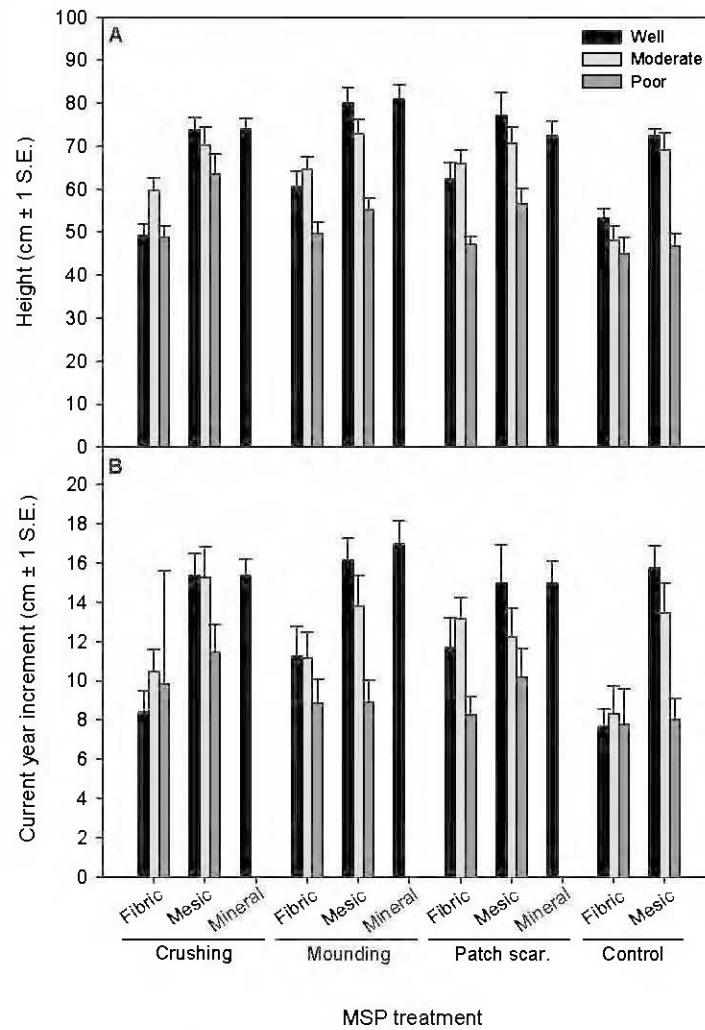 A
Well
Moderate
Poor
Height (cm ± 1 S.E.)
100
90
80
70
60
50
40
30
20
10
0
B
Current year increment (cm ± 1 S.E.)
20
18
16
14
12
10
8
6
4
2
0
Fibric Mesic Mineral Fibric Mesic Mineral Fibric Mesic Mineral Fibric Mesic
Crushing Mounding Patch scar. Control
MSP treatment